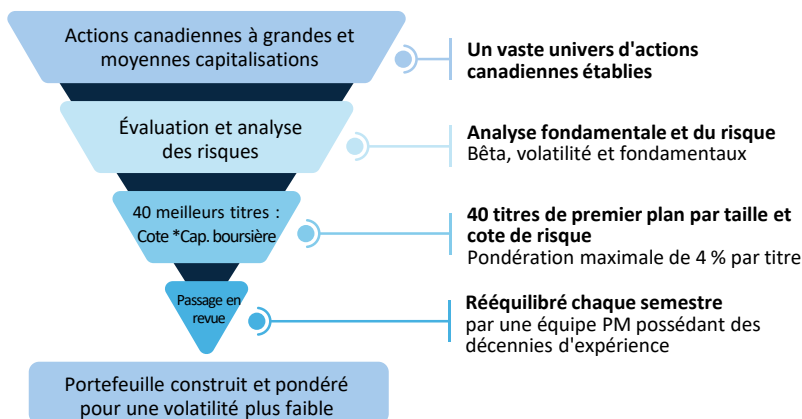 Actions canadiennes à grandes et
moyennes capitalisations
Un vaste univers d'actions
canadiennes établies
Évaluation et analyse
des risques
Analyse fondamentale et du risque
Bêta, volatilité et fondamentaux
40 meilleurs titres :
Cote *Cap. boursière
40 titres de premier plan par taille et
cote de risque
Pondération maximale de 4 % par titre
Passage en
revue
Rééquilibré chaque semestre
par une équipe PM possédant des
décennies d'expérience
Portefeuille construit et pondéré
pour une volatilité plus faible